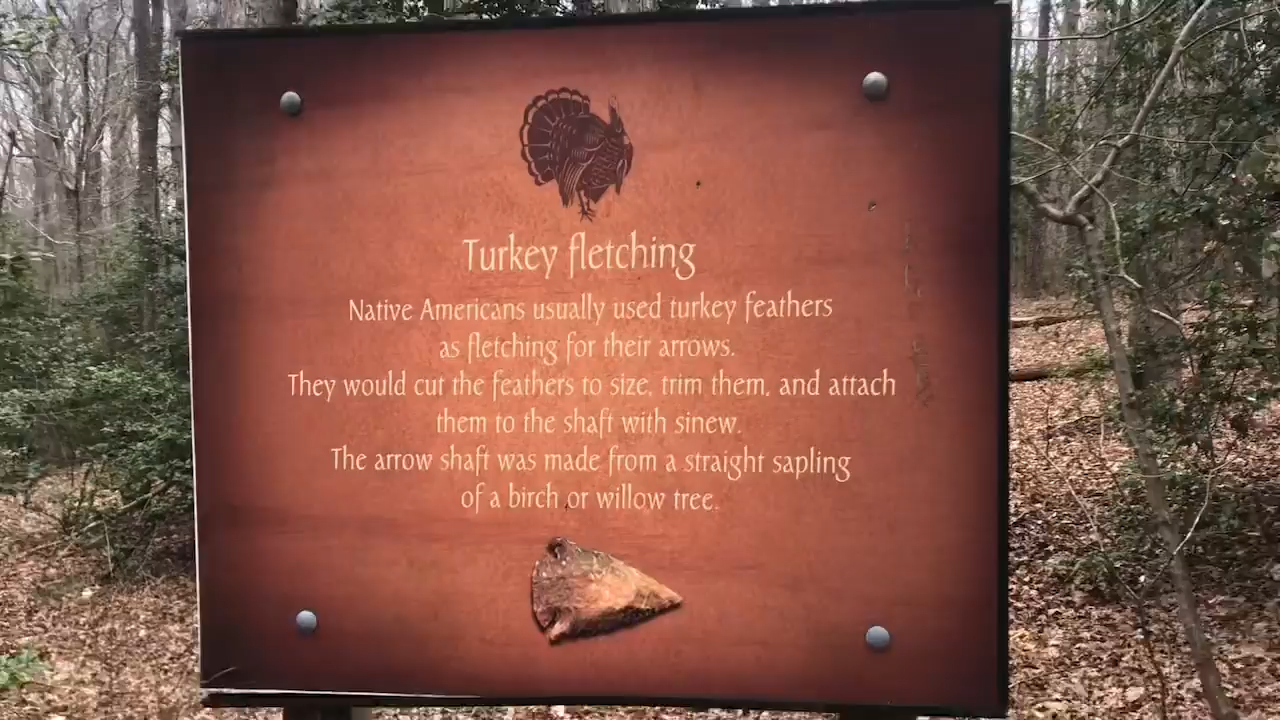 Turkey fletching
Native Americans usually used turkey feathers
as fletching for their arrows.
They would cut the feathers to size, trim them, and attach
them to the shaft with sinew.
The arrow shaft was made from a straight sapling
of a birch or willow tree.